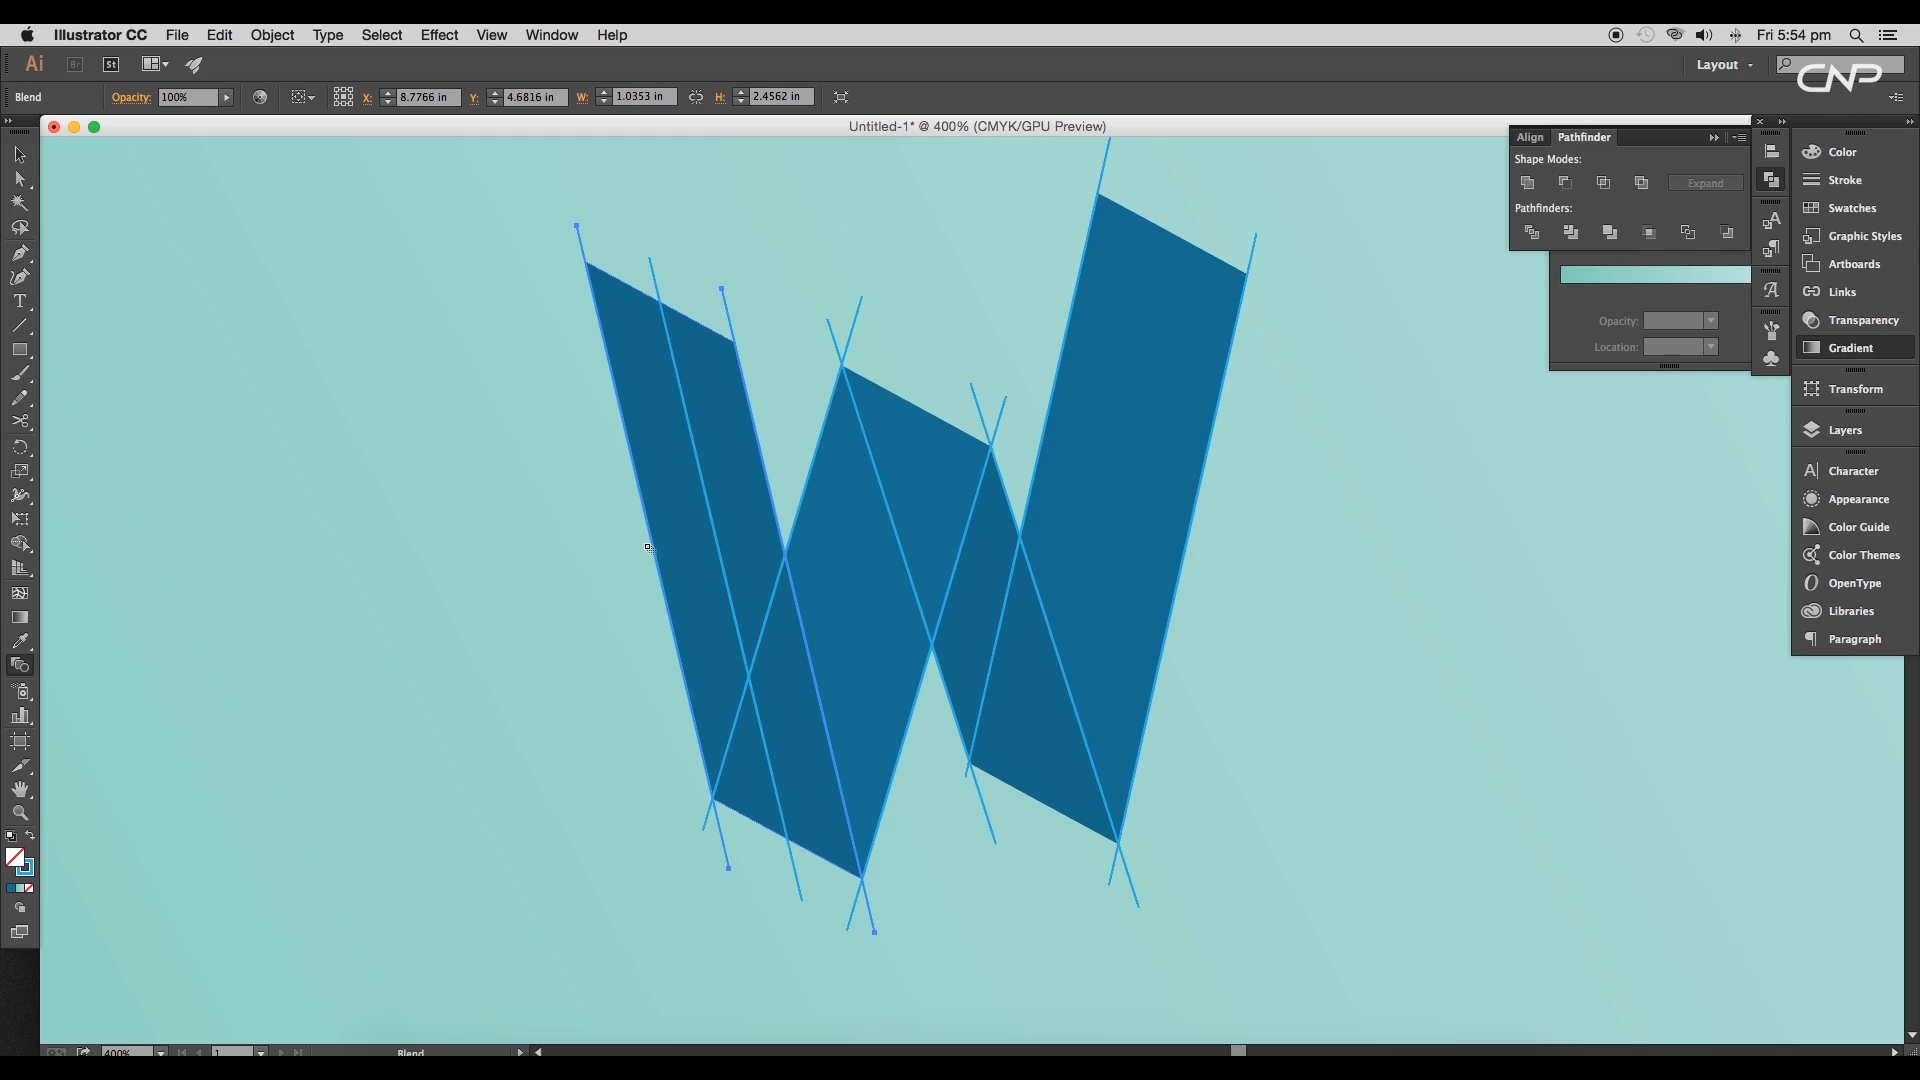 Illustrator CC File Edit Object Type Select Effect View Window Help Fri 5:54 pm
Ai Br St Layout
CNP
Blend Opacity: 100% X: 8.7766 in Y: 4.6816 in W: 1.0353 in H: 2.4562 in
Untitled-1* @ 400% (CMYK/GPU Preview)
Align Pathfinder
Shape Modes:
Expand
Pathfinders:
Opacity:
Location:
Color
Stroke
Swatches
Graphic Styles
Artboards
Links
Transparency
Gradient
Transform
Layers
Character
Appearance
Color Guide
Color Themes
OpenType
Libraries
Paragraph
400% 1 Blend